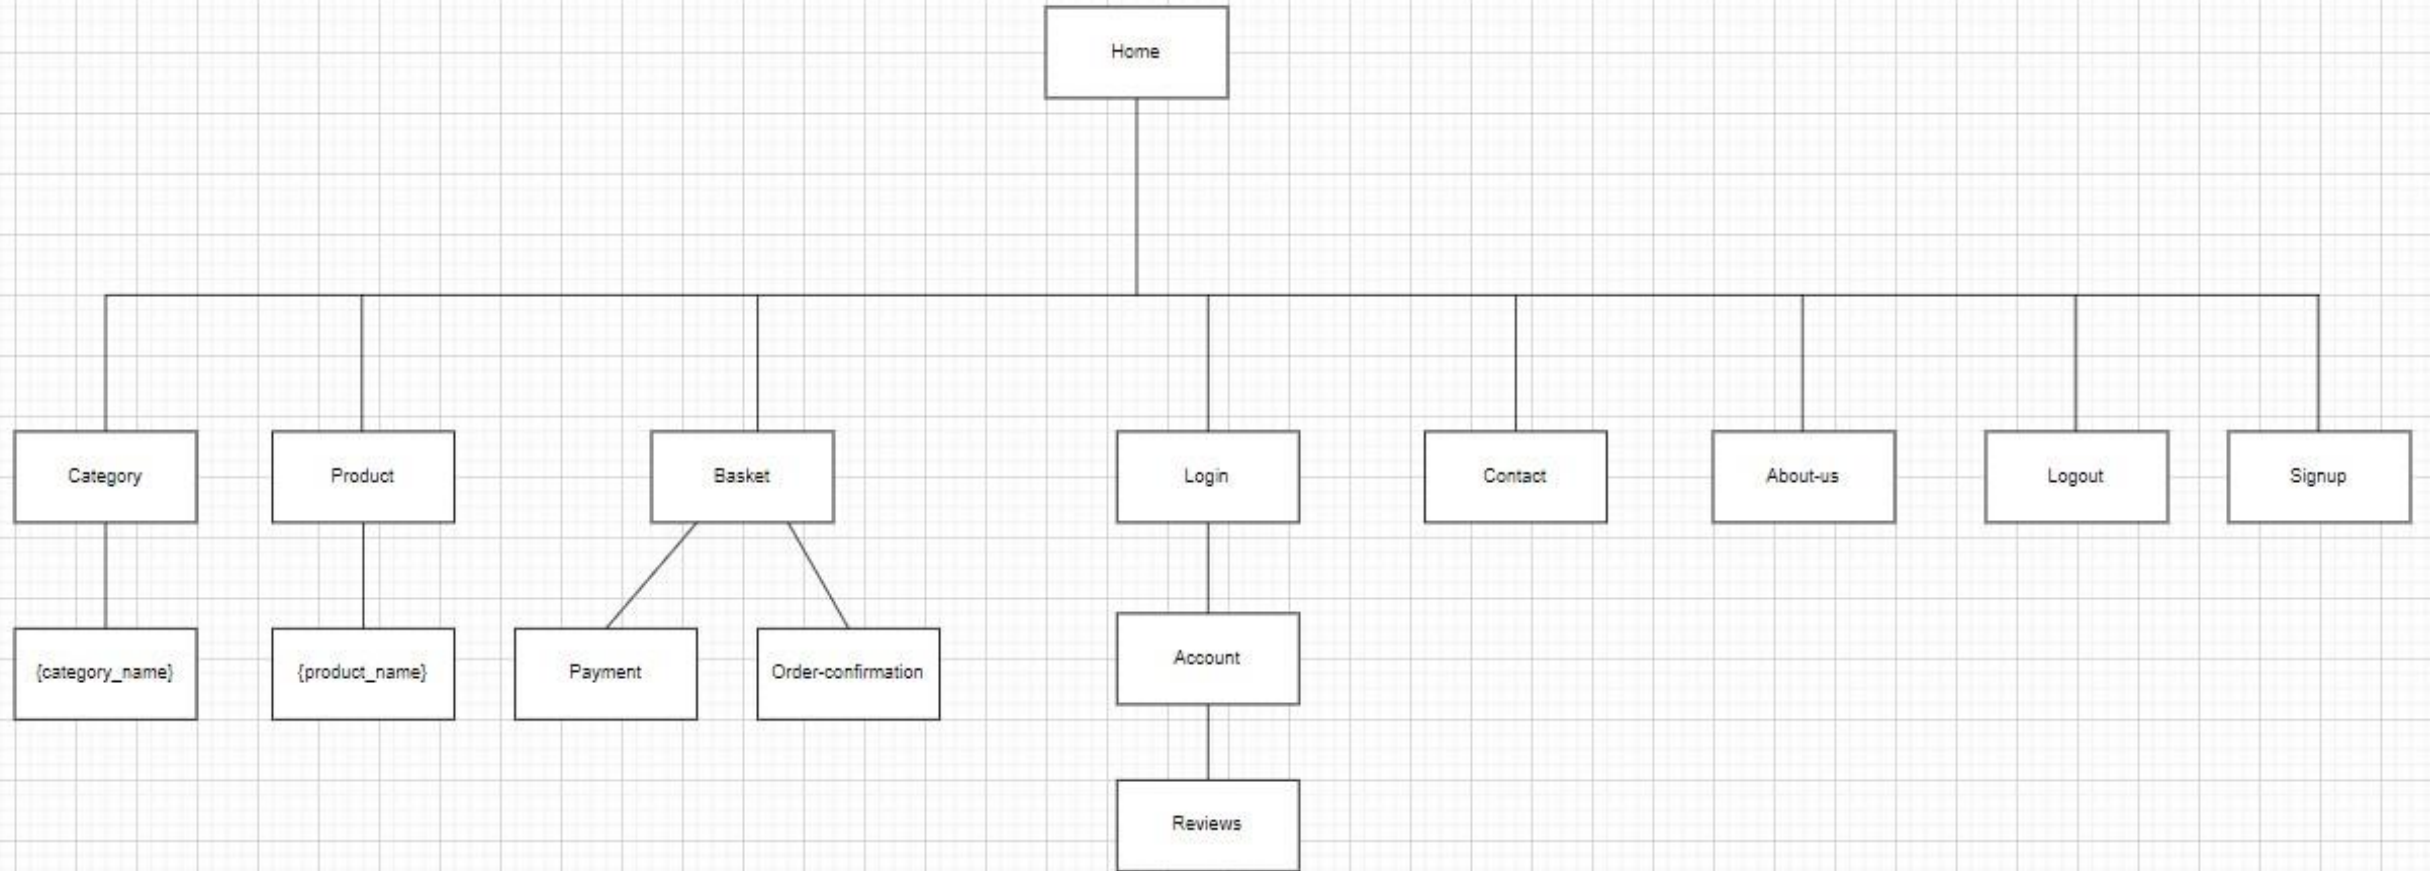 Home
Category
Product
Basket
Login
Contact
About-us
Logout
Signup
{category_name}
{product_name}
Payment
Order-confirmation
Account
Reviews